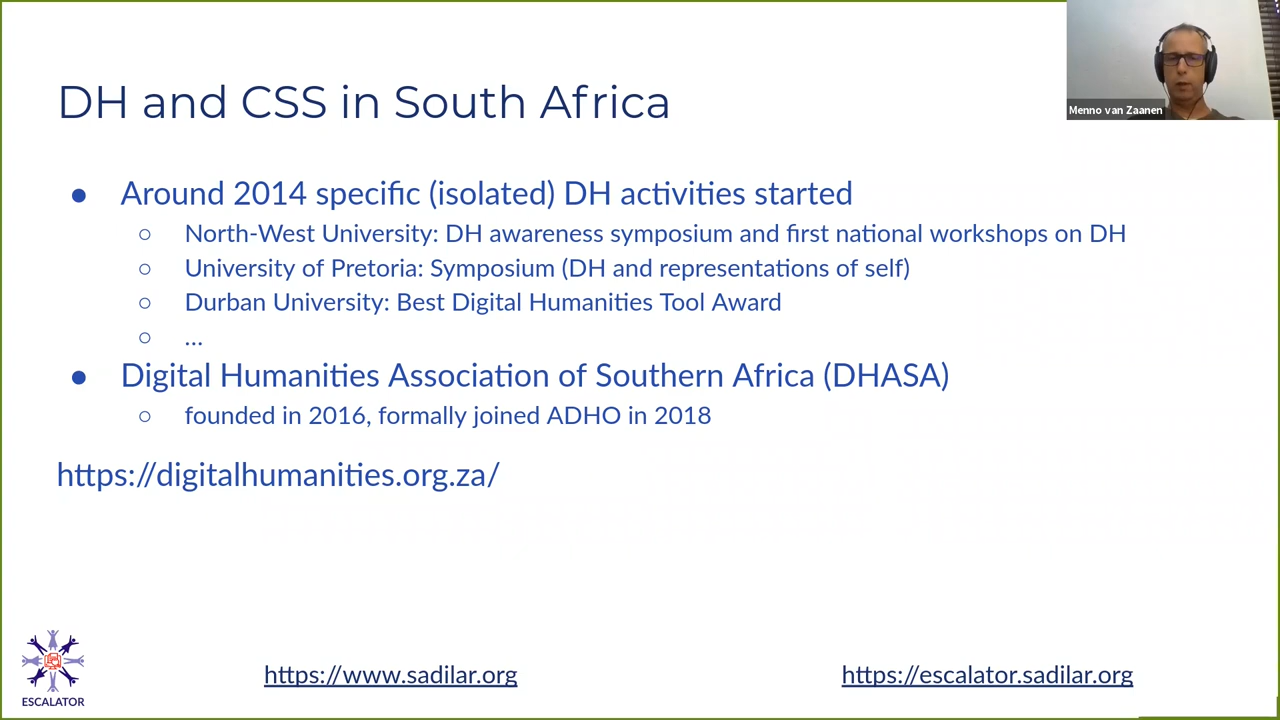 DH and CSS in South Africa
Menno van Zaanen
● Around 2014 specific (isolated) DH activities started
○ North-West University: DH awareness symposium and first national workshops on DH
○ University of Pretoria: Symposium (DH and representations of self)
○ Durban University: Best Digital Humanities Tool Award
○ ...
● Digital Humanities Association of Southern Africa (DHASA)
○ founded in 2016, formally joined ADHO in 2018
https://digitalhumanities.org.za/
ESCALATOR
https://www.sadilar.org
https://escalator.sadilar.org